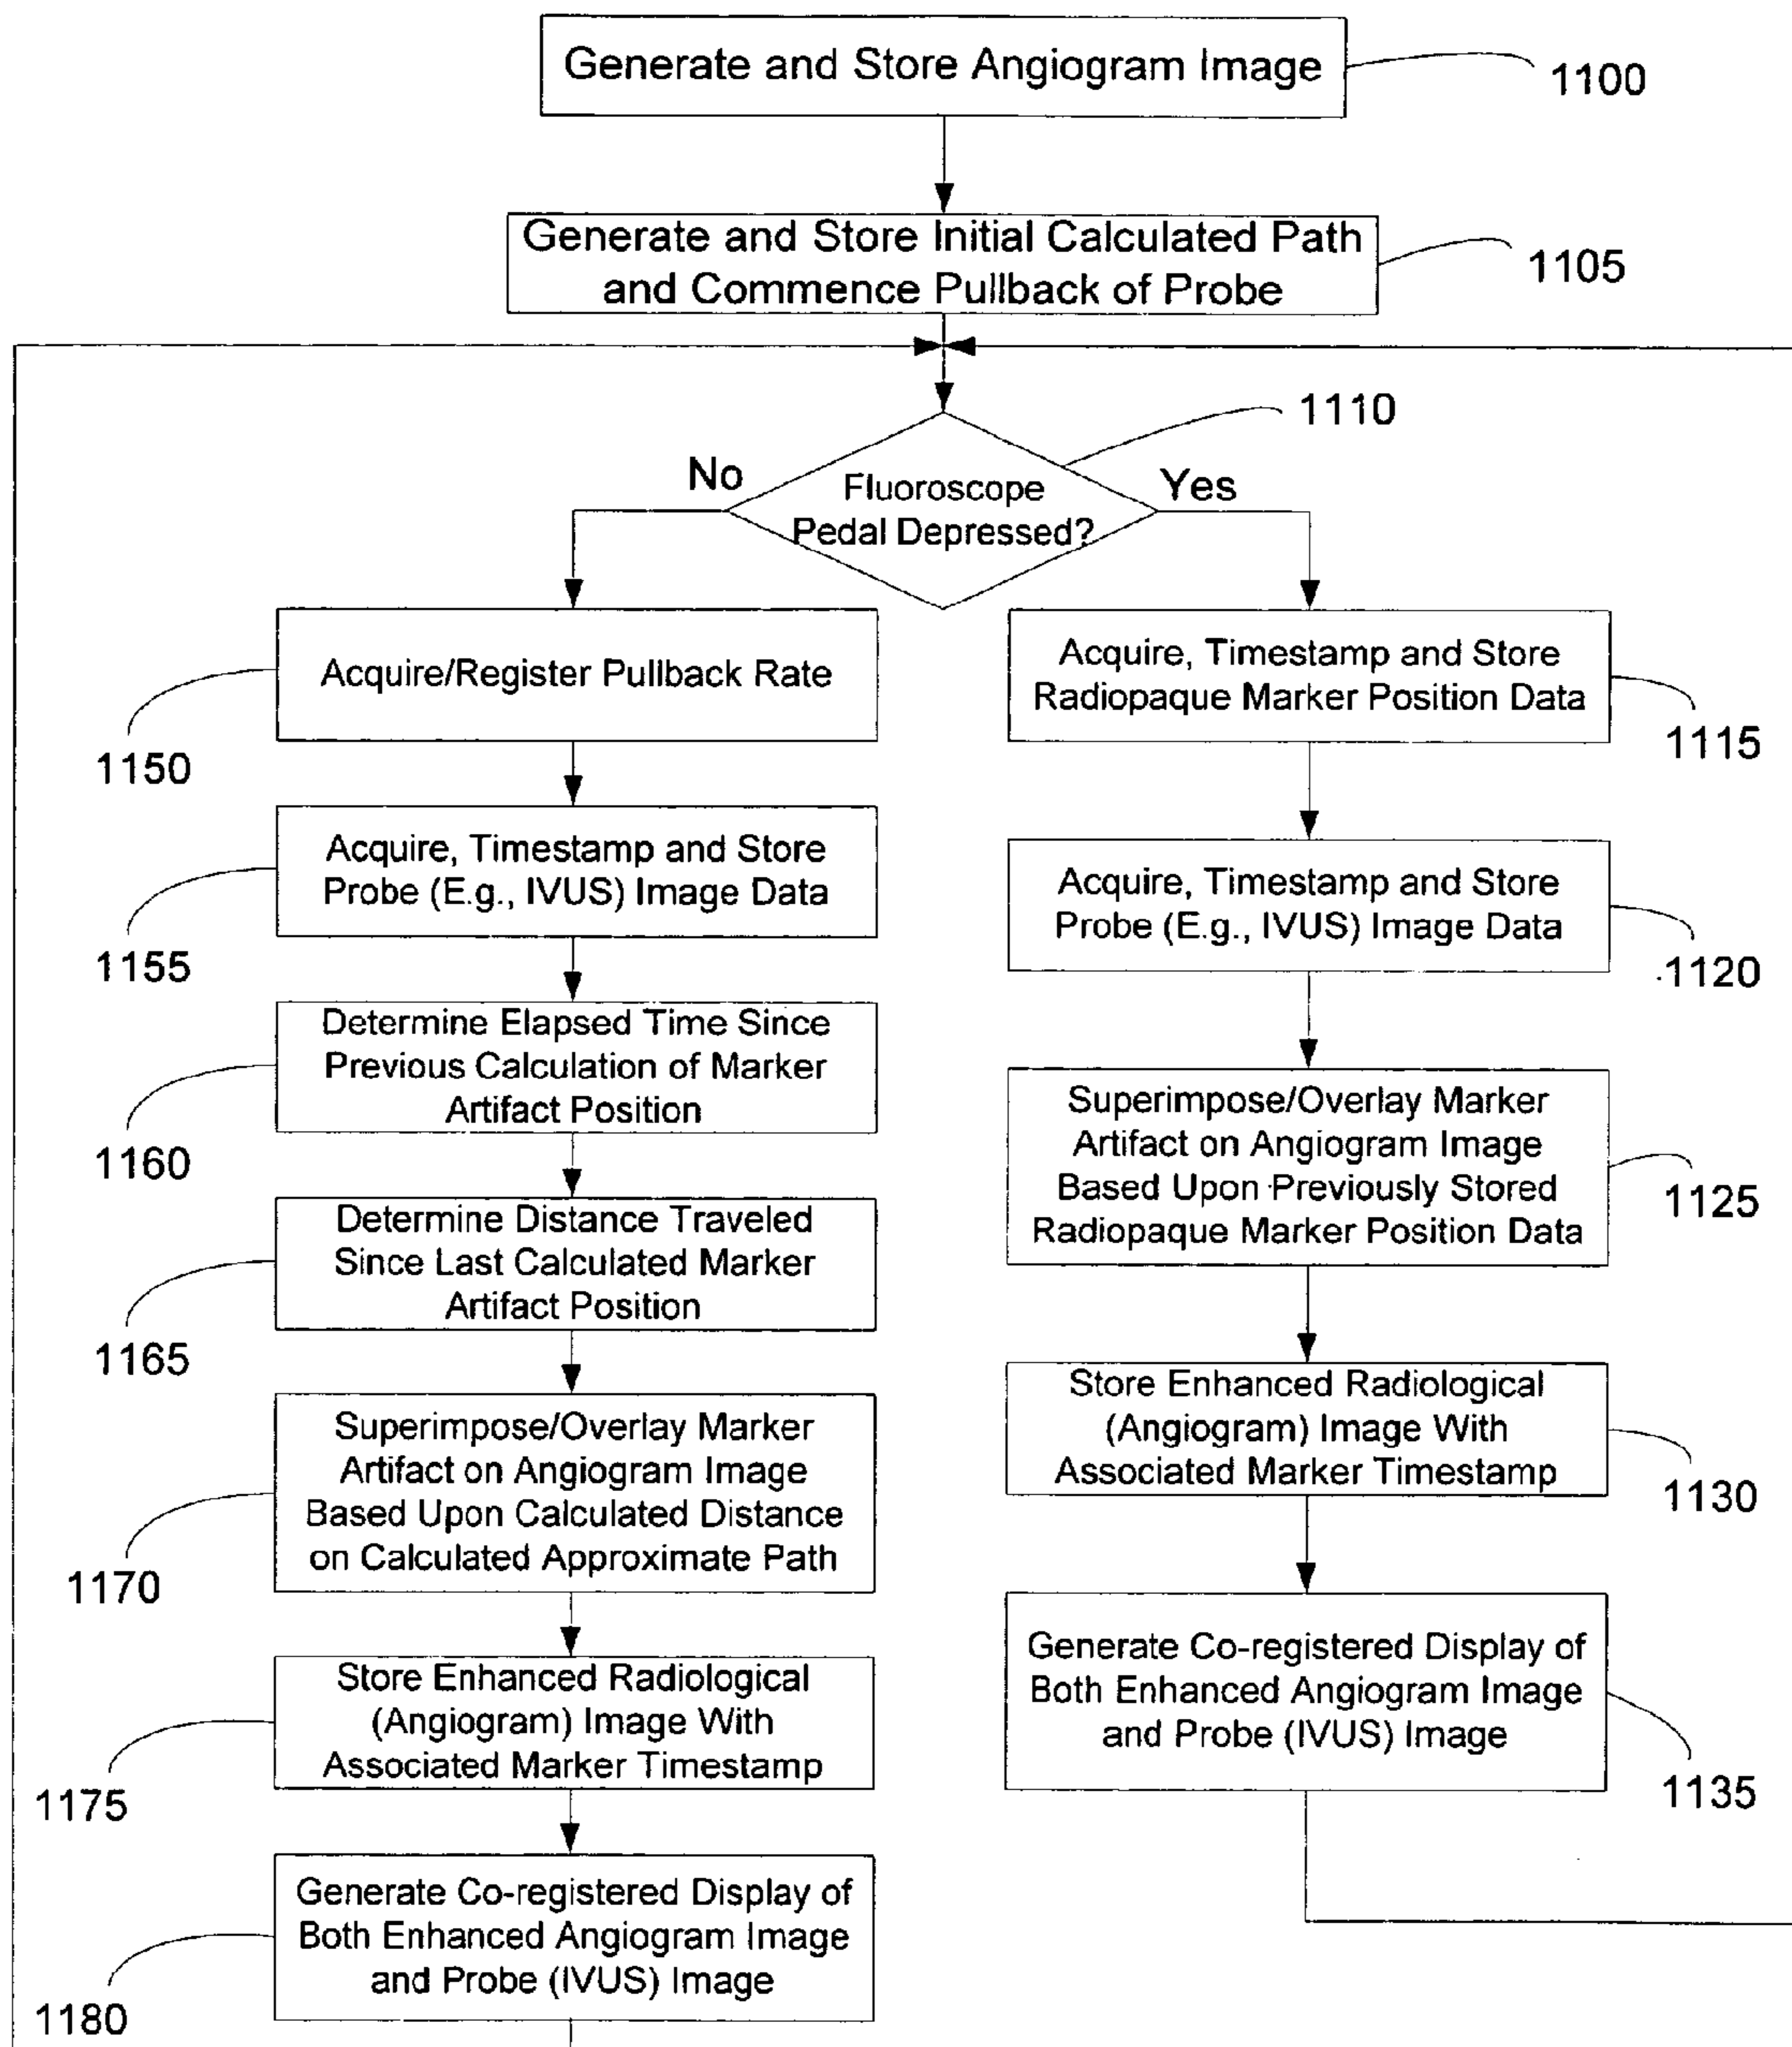 Generate and Store Angiogram Image
1100
Generate and Store Initial Calculated Path
and Commence Pullback of Probe
1105
1110
No
Fluoroscope
Pedal Depressed?
Yes
Acquire/Register Pullback Rate
1150
Acquire, Timestamp and Store
Probe (E.g., IVUS) Image Data
1155
Determine Elapsed Time Since
Previous Calculation of Marker
Artifact Position
1160
Determine Distance Traveled
Since Last Calculated Marker
Artifact Position
1165
Superimpose/Overlay Marker
Artifact on Angiogram Image
Based Upon Calculated Distance
on Calculated Approximate Path
1170
Store Enhanced Radiological
(Angiogram) Image With
Associated Marker Timestamp
1175
Generate Co-registered Display of
Both Enhanced Angiogram Image
and Probe (IVUS) Image
1180
Acquire, Timestamp and Store
Radiopaque Marker Position Data
1115
Acquire, Timestamp and Store
Probe (E.g., IVUS) Image Data
1120
Superimpose/Overlay Marker
Artifact on Angiogram Image
Based Upon Previously Stored
Radiopaque Marker Position Data
1125
Store Enhanced Radiological
(Angiogram) Image With
Associated Marker Timestamp
1130
Generate Co-registered Display of
Both Enhanced Angiogram Image
and Probe (IVUS) Image
1135